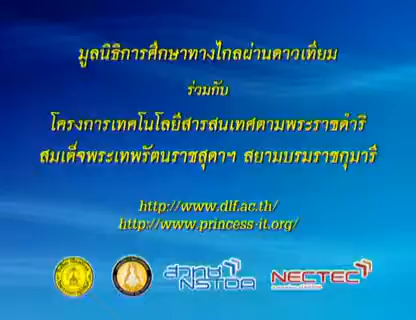 มูลนิธิการศึกษาทางไกลผ่านดาวเทียม
ร่วมกับ
โครงการเทคโนโลยีสารสนเทศตามพระราชดำริ
สมเด็จพระเทพรัตนราชสุดาฯ สยามบรมราชกุมารี
http://www.dlf.ac.th/
http://www.princess-it.org/
สวทช
NSTDA
NECTEC